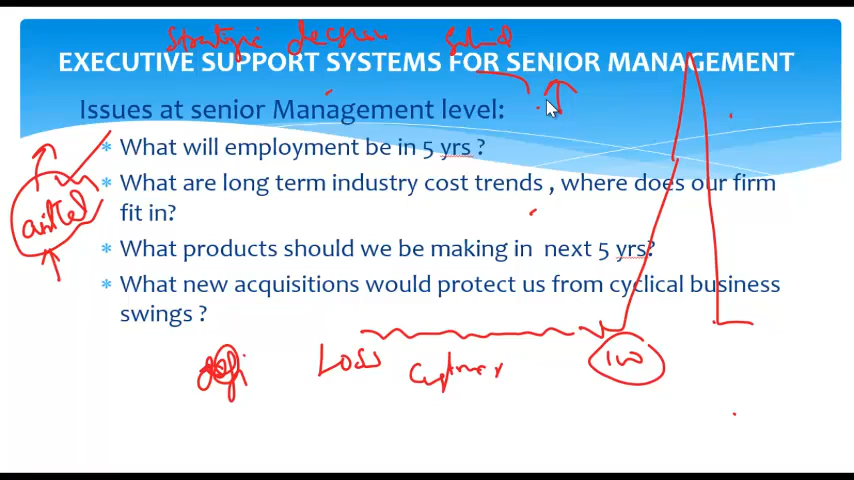 Strategic decision
EXECUTIVE SUPPORT SYSTEMS FOR SENIOR MANAGEMENT
Issues at senior Management level:
What will employment be in 5 yrs ?
What are long term industry cost trends , where does our firm
fit in?
What products should we be making in next 5 yrs?
What new acquisitions would protect us from cyclical business
swings ?
airtel
Loss
Customer
100